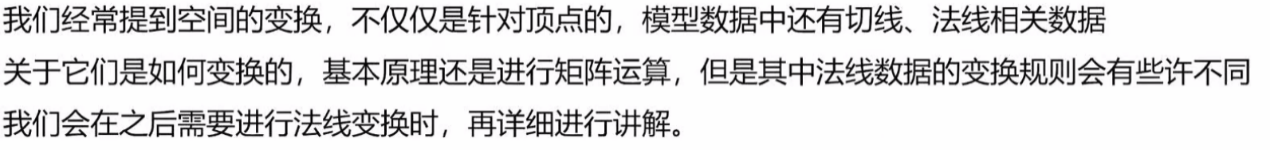 我们经常提到空间的变换，不仅仅是针对顶点的，模型数据中还有切线、法线相关数据
关于它们是如何变换的，基本原理还是进行矩阵运算，但是其中法线数据的变换规则会有些许不同
我们会在之后需要进行法线变换时，再详细进行讲解。